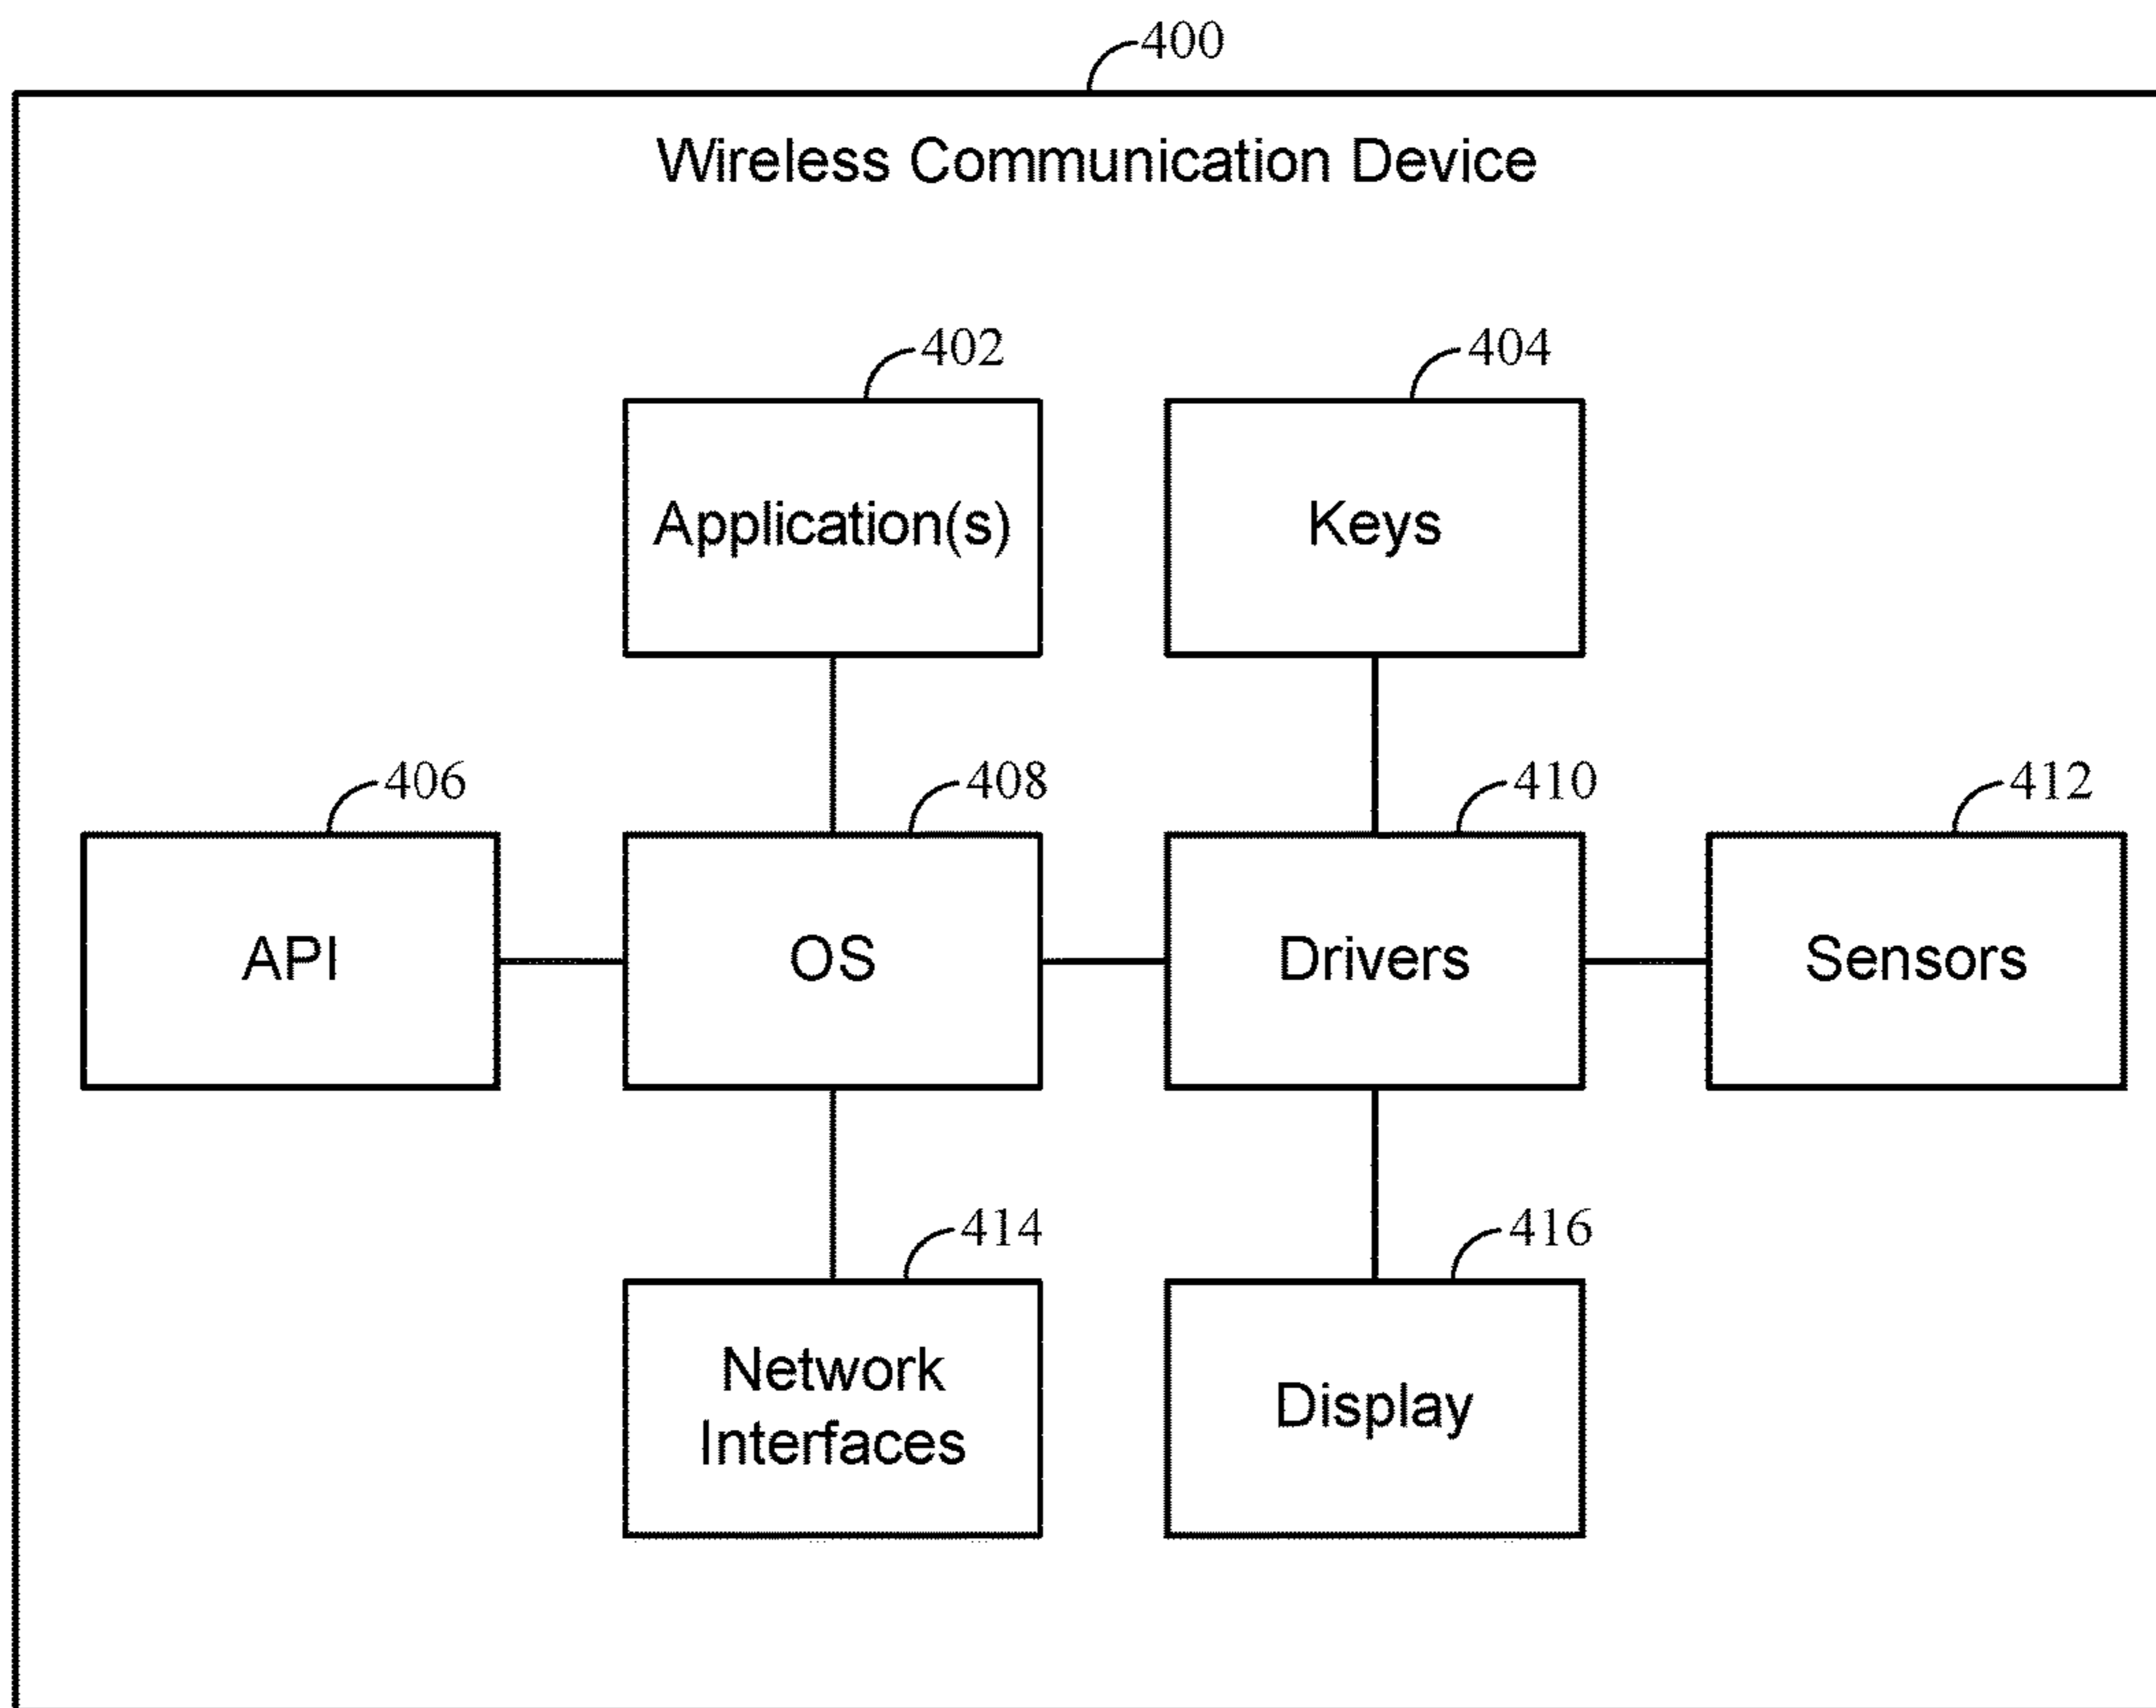 400
Wireless Communication Device
402
404
Application(s)
Keys
406
408
410
412
API
OS
Drivers
Sensors
414
416
Network
Interfaces
Display